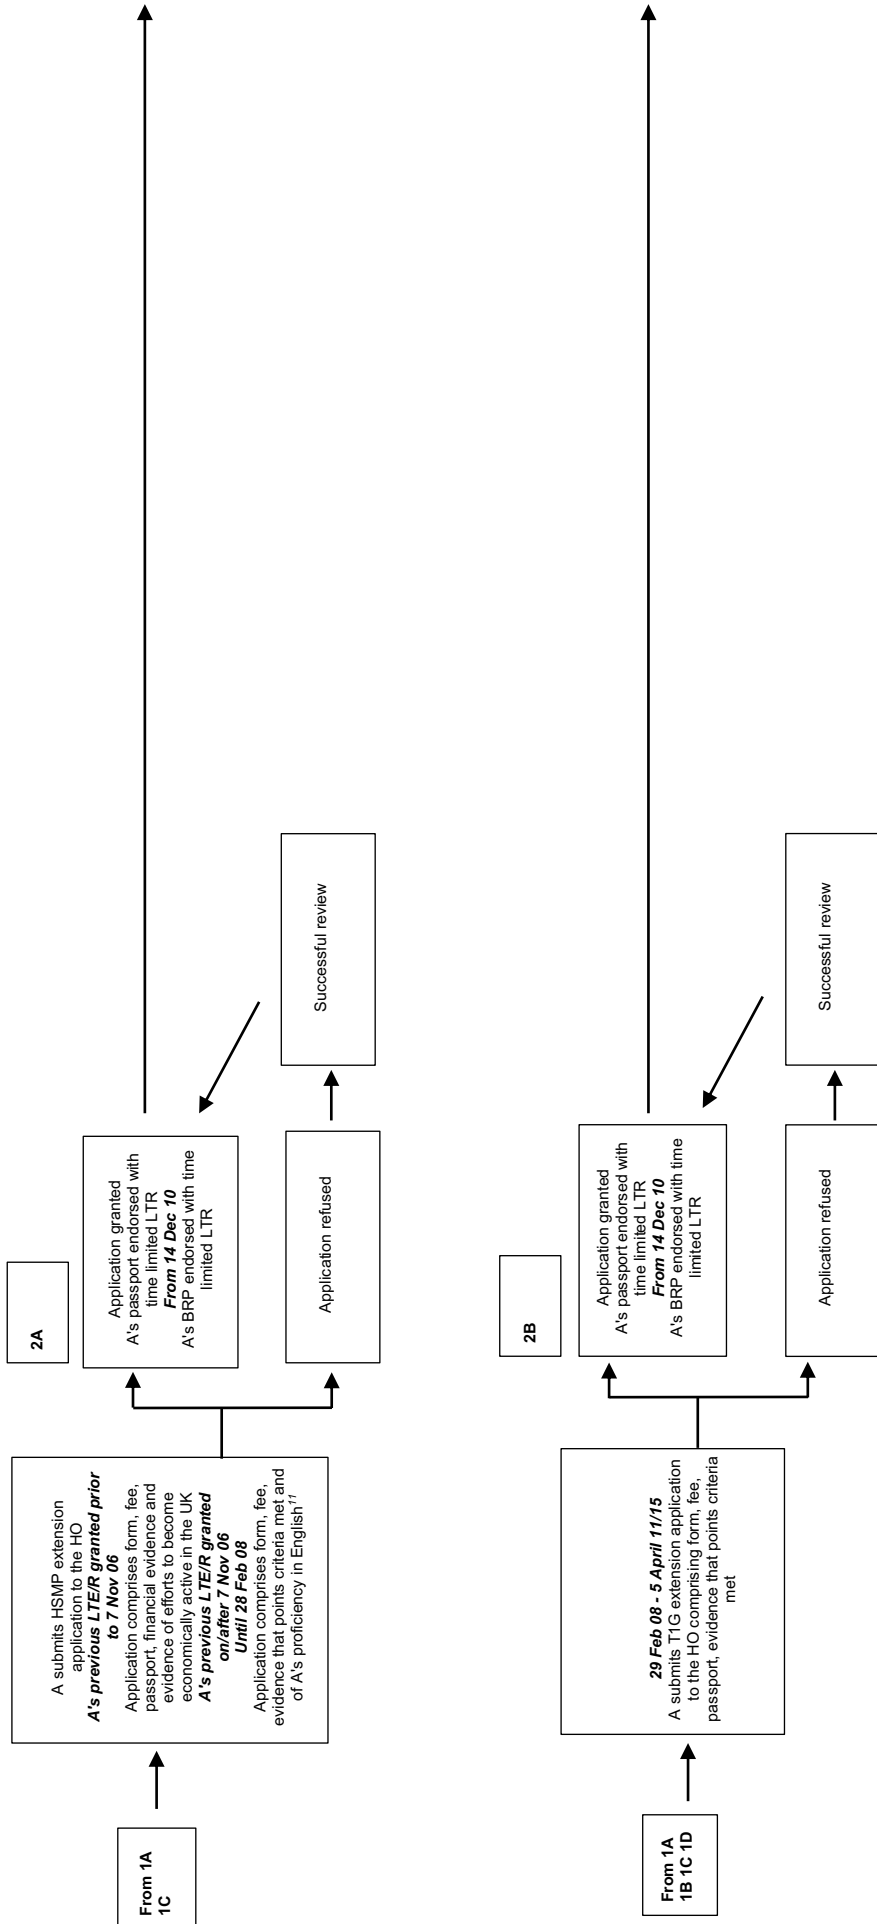 From 1A
1C
A submits HSMP extension
application to the HO
A's previous LTE/R granted prior
to 7 Nov 06
Application comprises form, fee,
passport, financial evidence and
evidence of efforts to become
economically active in the UK
A's previous LTE/R granted
on/after 7 Nov 06
Until 28 Feb 08
Application comprises form, fee,
evidence that points criteria met and
of A's proficiency in English11
2A
Application granted
A's passport endorsed with
time limited LTR
From 14 Dec 10
A's BRP endorsed with time
limited LTR
Application refused
Successful review
From 1A
1B 1C 1D
29 Feb 08 - 5 April 11/15
A submits T1G extension application
to the HO comprising form, fee,
passport, evidence that points criteria
met
2B
Application granted
A's passport endorsed with
time limited LTR
From 14 Dec 10
A's BRP endorsed with time
limited LTR
Application refused
Successful review